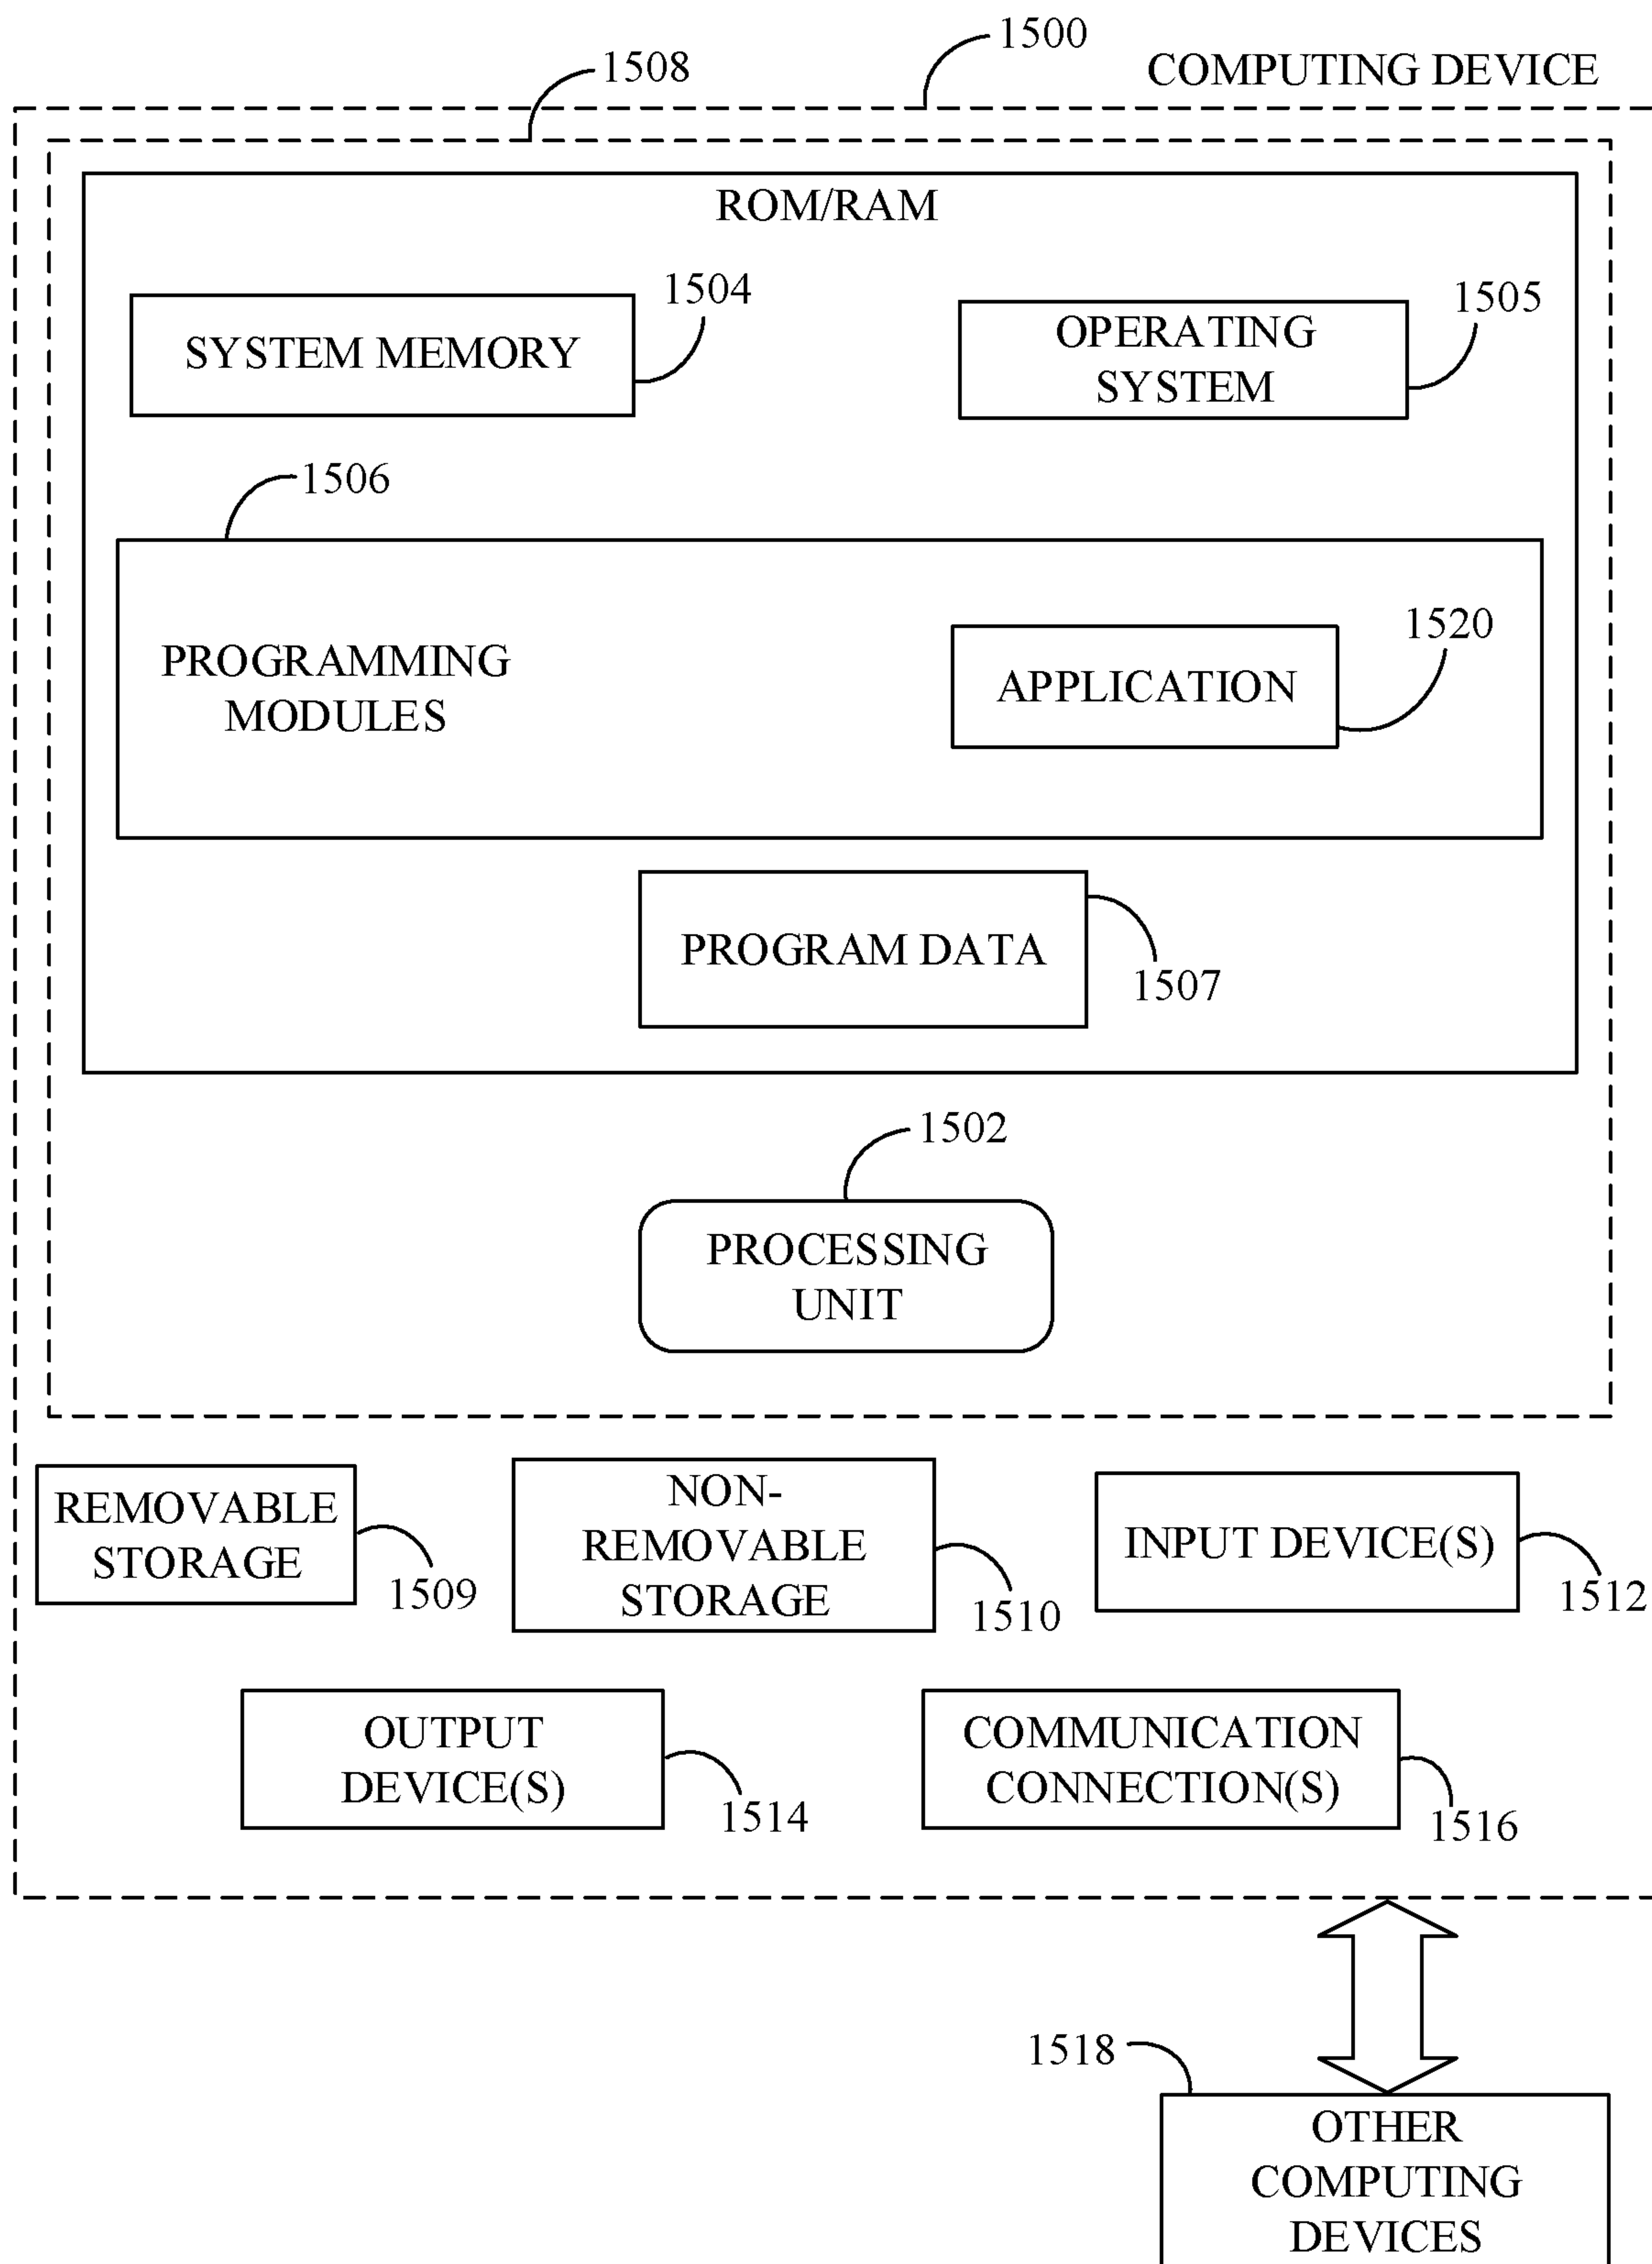 1500
COMPUTING DEVICE
1508
ROM/RAM
1504
SYSTEM MEMORY
1505
OPERATING
SYSTEM
1506
PROGRAMMING
MODULES
1520
APPLICATION
PROGRAM DATA
1507
1502
PROCESSING
UNIT
REMOVABLE
STORAGE
1509
NON-
REMOVABLE
STORAGE
1510
INPUT DEVICE(S)
1512
OUTPUT
DEVICE(S)
1514
COMMUNICATION
CONNECTION(S)
1516
1518
OTHER
COMPUTING
DEVICES